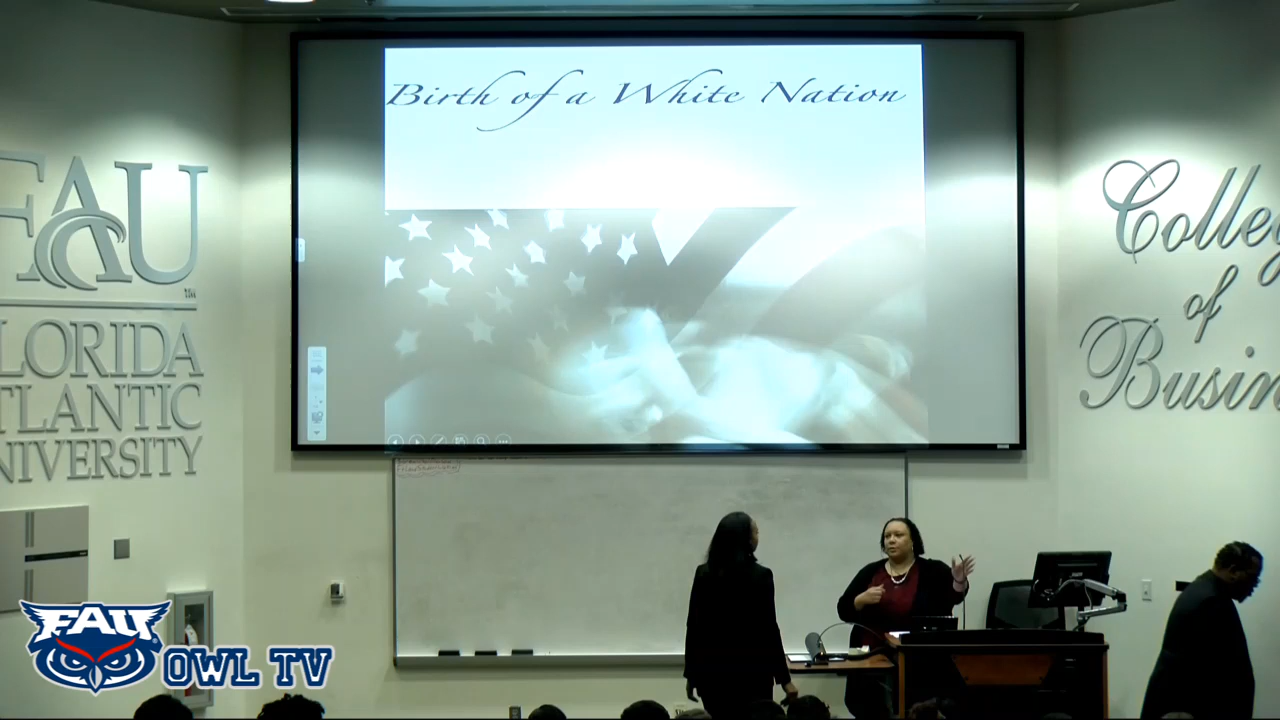 Birth of a White Nation
FAU
FLORIDA
ATLANTIC
UNIVERSITY
College
of
Busin
FAU
OWL TV